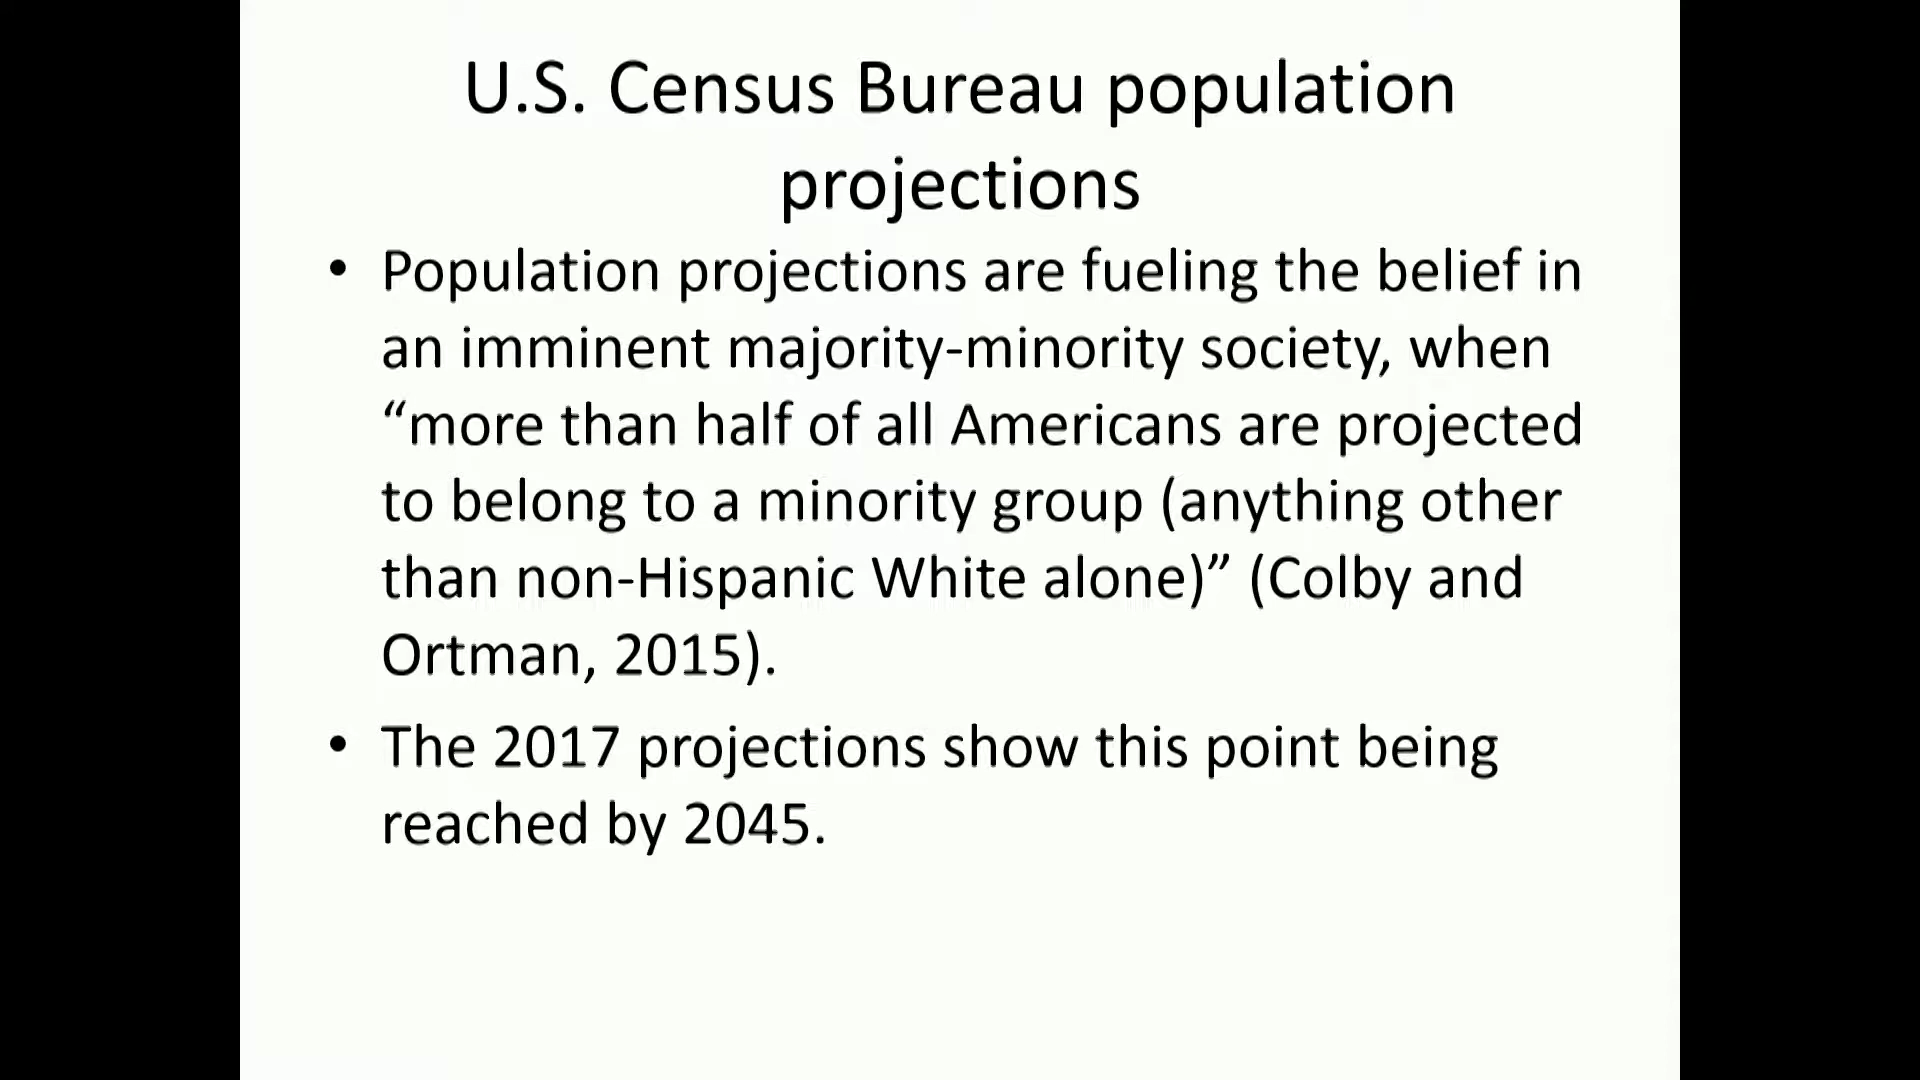 U.S. Census Bureau population
projections
• Population projections are fueling the belief in
an imminent majority-minority society, when
“more than half of all Americans are projected
to belong to a minority group (anything other
than non-Hispanic White alone)” (Colby and
Ortman, 2015).
• The 2017 projections show this point being
reached by 2045.